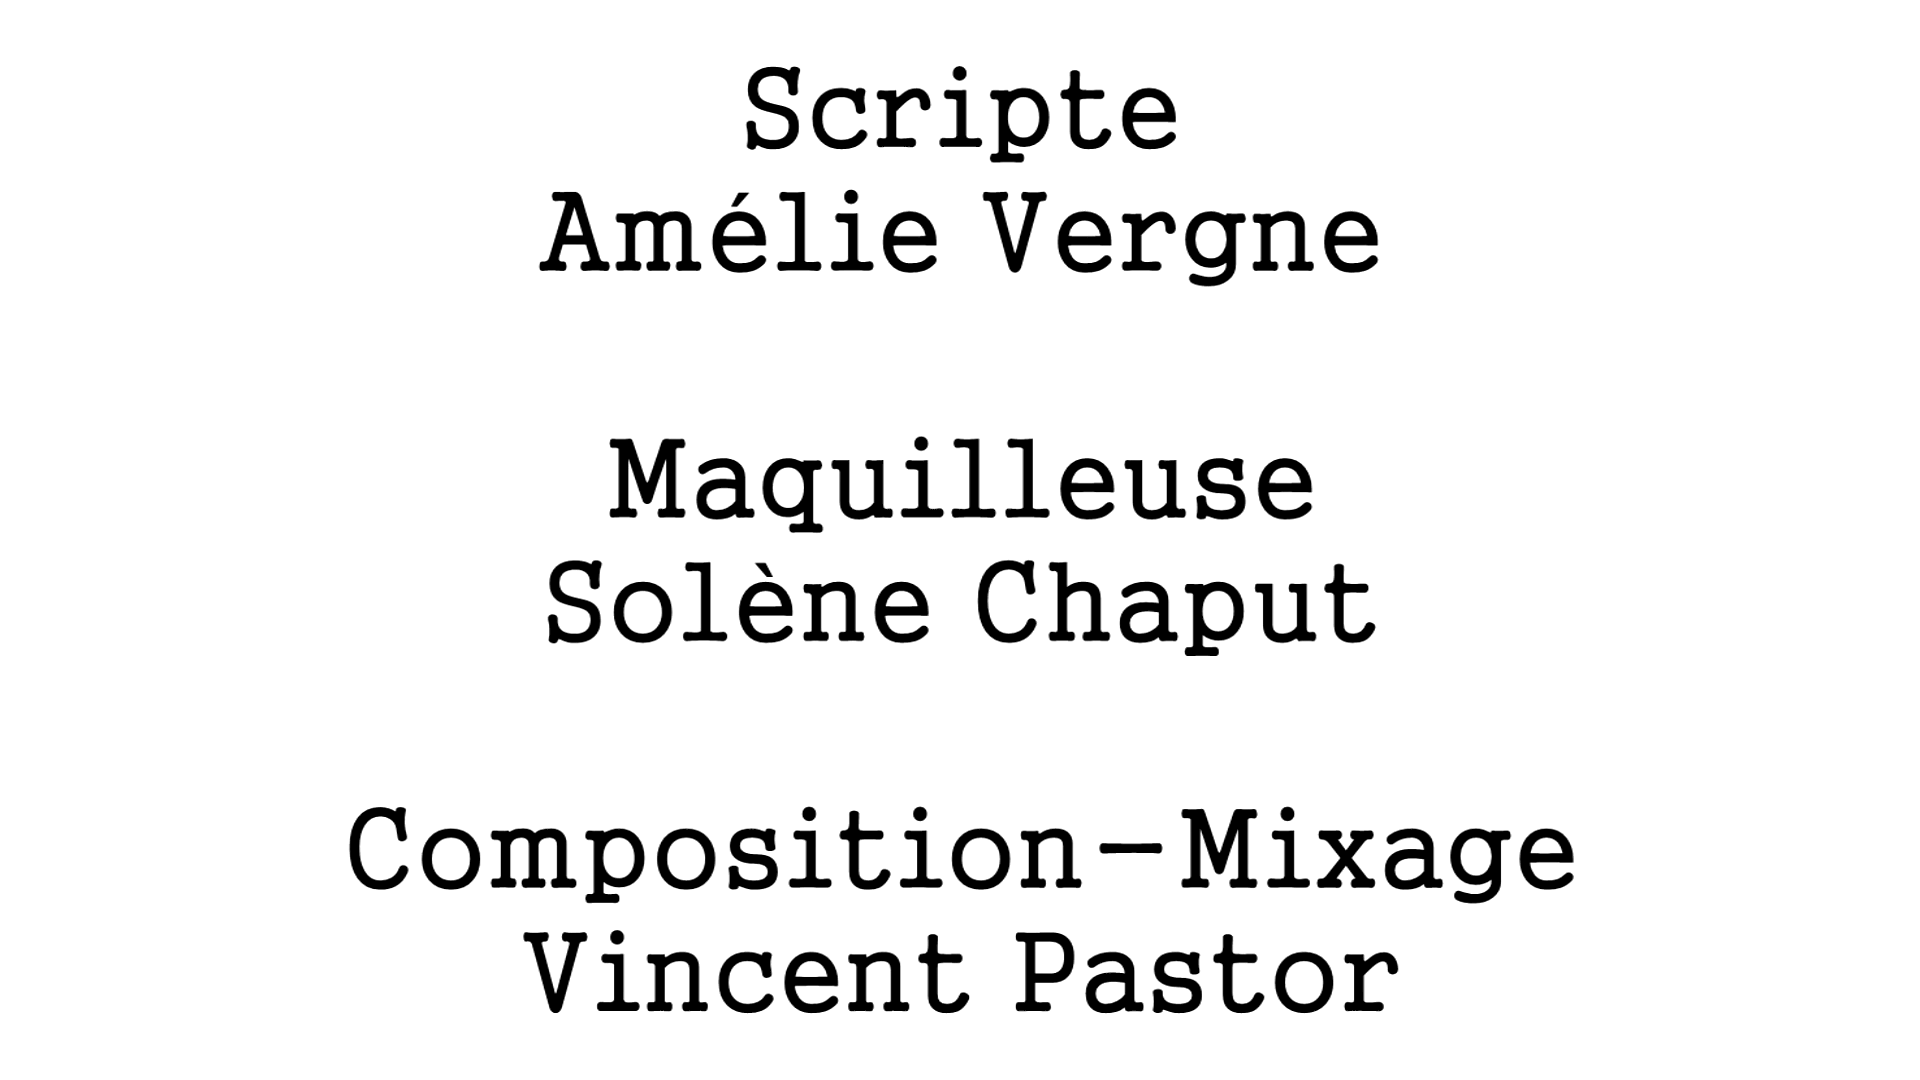 Scripte
Amélie Vergne
Maquilleuse
Solène Chaput
Composition-Mixage
Vincent Pastor